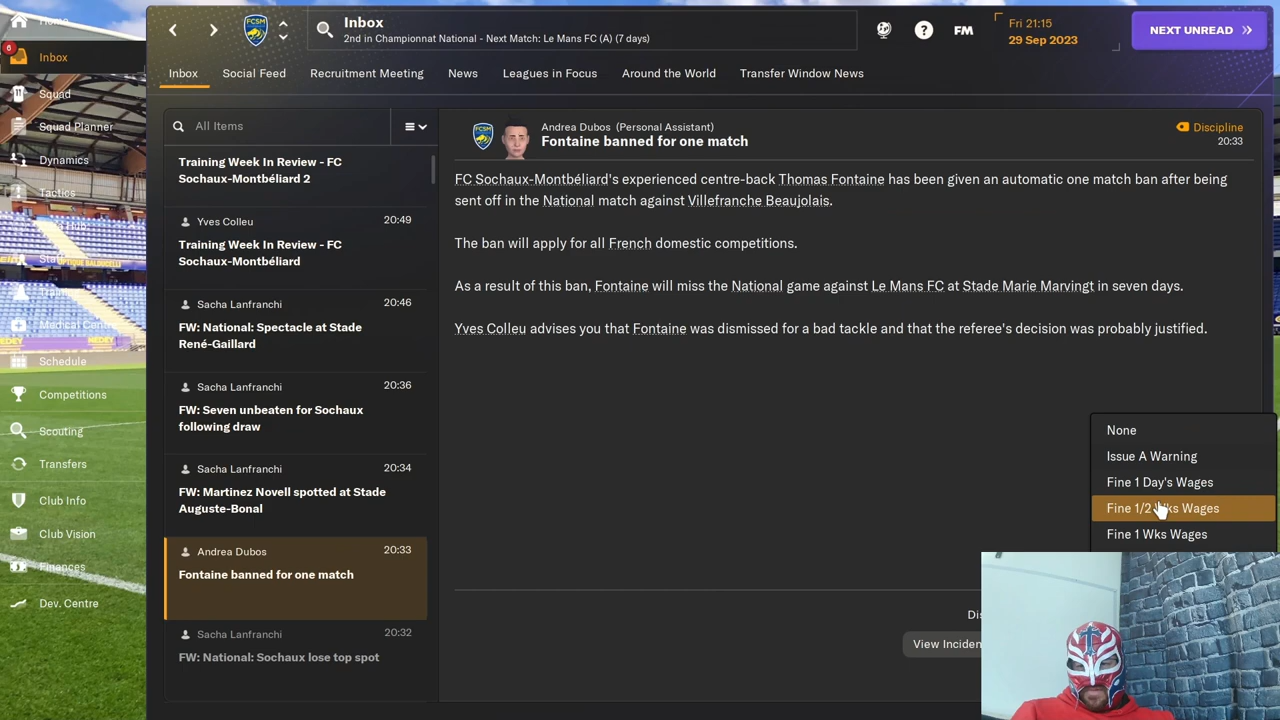 Home
6
Inbox
Squad
Squad Planner
Dynamics
Tactics
Medical Cent
Schedule
Competitions
Scouting
Transfers
Club Info
Club Vision
Finances
Dev. Centre
FCSM
Inbox
2nd in Championnat National - Next Match: Le Mans FC (A) (7 days)
?
FM
Fri 21:15
29 Sep 2023
NEXT UNREAD
Inbox
Social Feed
Recruitment Meeting
News
Leagues in Focus
Around the World
Transfer Window News
All Items
Training Week In Review - FC
Sochaux-Montbéliard 2
Yves Colleu 20:49
Training Week In Review - FC
Sochaux-Montbéliard
Sacha Lanfranchi 20:46
FW: National: Spectacle at Stade
René-Gaillard
Sacha Lanfranchi 20:36
FW: Seven unbeaten for Sochaux
following draw
Sacha Lanfranchi 20:34
FW: Martinez Novell spotted at Stade
Auguste-Bonal
Andrea Dubos 20:33
Fontaine banned for one match
Sacha Lanfranchi 20:32
FW: National: Sochaux lose top spot
FCSM
Andrea Dubos (Personal Assistant)
Fontaine banned for one match
Discipline
20:33
FC Sochaux-Montbéliard's experienced centre-back Thomas Fontaine has been given an automatic one match ban after being
sent off in the National match against Villefranche Beaujolais.
The ban will apply for all French domestic competitions.
As a result of this ban, Fontaine will miss the National game against Le Mans FC at Stade Marie Marvingt in seven days.
Yves Colleu advises you that Fontaine was dismissed for a bad tackle and that the referee's decision was probably justified.
None
Issue A Warning
Fine 1 Day's Wages
Fine 1/2 Wks Wages
Fine 1 Wks Wages
Dis
View Inciden